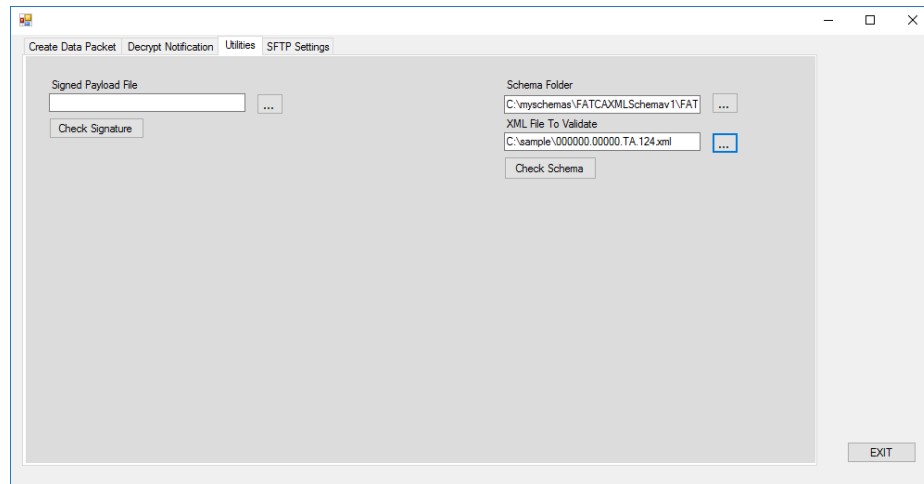 Create Data Packet Decrypt Notification Utilities SFTP Settings
Signed Payload File
...
Check Signature
Schema Folder
C:\myschemas\FATCAXMLSchemav1\FAT
...
XML File To Validate
C:\sample\000000.00000.TA.124.xml
...
Check Schema
EXIT